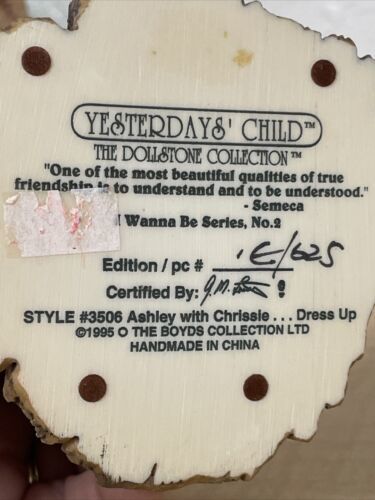 YESTERDAYS' CHILD™
THE DOLLSTONE COLLECTION™
"One of the most beautiful qualities of true
friendship is to understand and to be understood."
- Semeca
I Wanna Be Series, No.2
Edition / pc # 1E/625
Certified By:
STYLE #3506 Ashley with Chrissie . . . Dress Up
©1995 O THE BOYDS COLLECTION LTD
HANDMADE IN CHINA